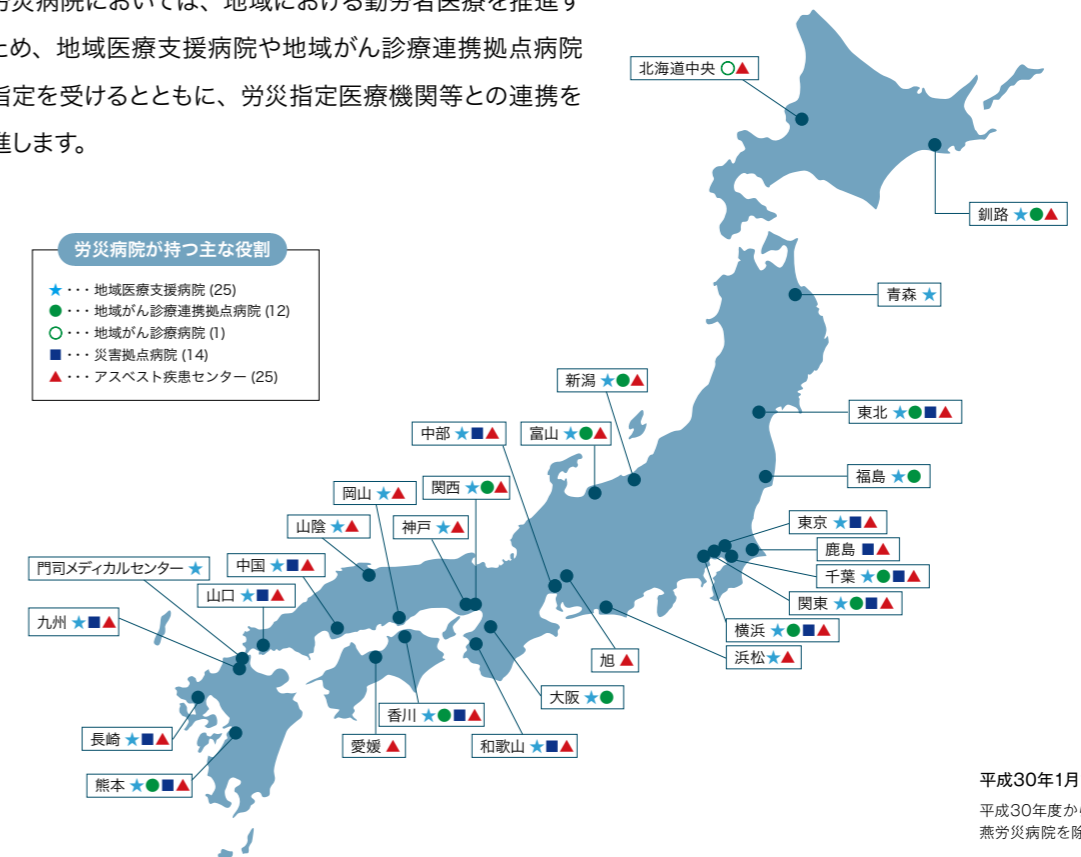 労災病院においては、地域における勤労者医療を推進す
ため、地域医療支援病院や地域がん診療連携拠点病院
指定を受けるとともに、労災指定医療機関等との連携を
進します。
労災病院が持つ主な役割
★・・・地域医療支援病院 (25)
●・・・地域がん診療連携拠点病院 (12)
○・・・地域がん診療病院 (1)
■・・・災害拠点病院 (14)
▲・・・アスベスト疾患センター (25)
北海道中央 ○▲
釧路 ★●▲
青森 ★
新潟 ★●▲
東北 ★●■▲
中部 ★■▲
富山 ★●▲
福島 ★●
関西 ★●▲
岡山 ★▲
東京 ★■▲
山陰 ★▲
神戸 ★▲
鹿島 ■▲
門司メディカルセンター ★
中国 ★■▲
千葉 ★●■▲
山口 ★■▲
関東 ★●■▲
九州 ★■▲
横浜 ★●■▲
旭 ▲
浜松★▲
大阪 ★●
香川 ★●■▲
長崎 ★■▲
愛媛 ▲
和歌山 ★■▲
熊本 ★●■▲
平成30年1月
平成30年度か
燕労災病院を除